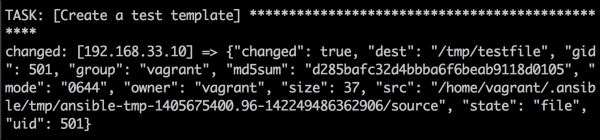 TASK: [Create a test template] *********************************************
****
changed: [192.168.33.10] => {"changed": true, "dest": "/tmp/testfile", "gid
": 501, "group": "vagrant", "md5sum": "d285bafc32d4bbba6f6beab9118d0105", "
mode": "0644", "owner": "vagrant", "size": 37, "src": "/home/vagrant/.ansib
le/tmp/ansible-tmp-1405675400.96-142249486362906/source", "state": "file",
"uid": 501}